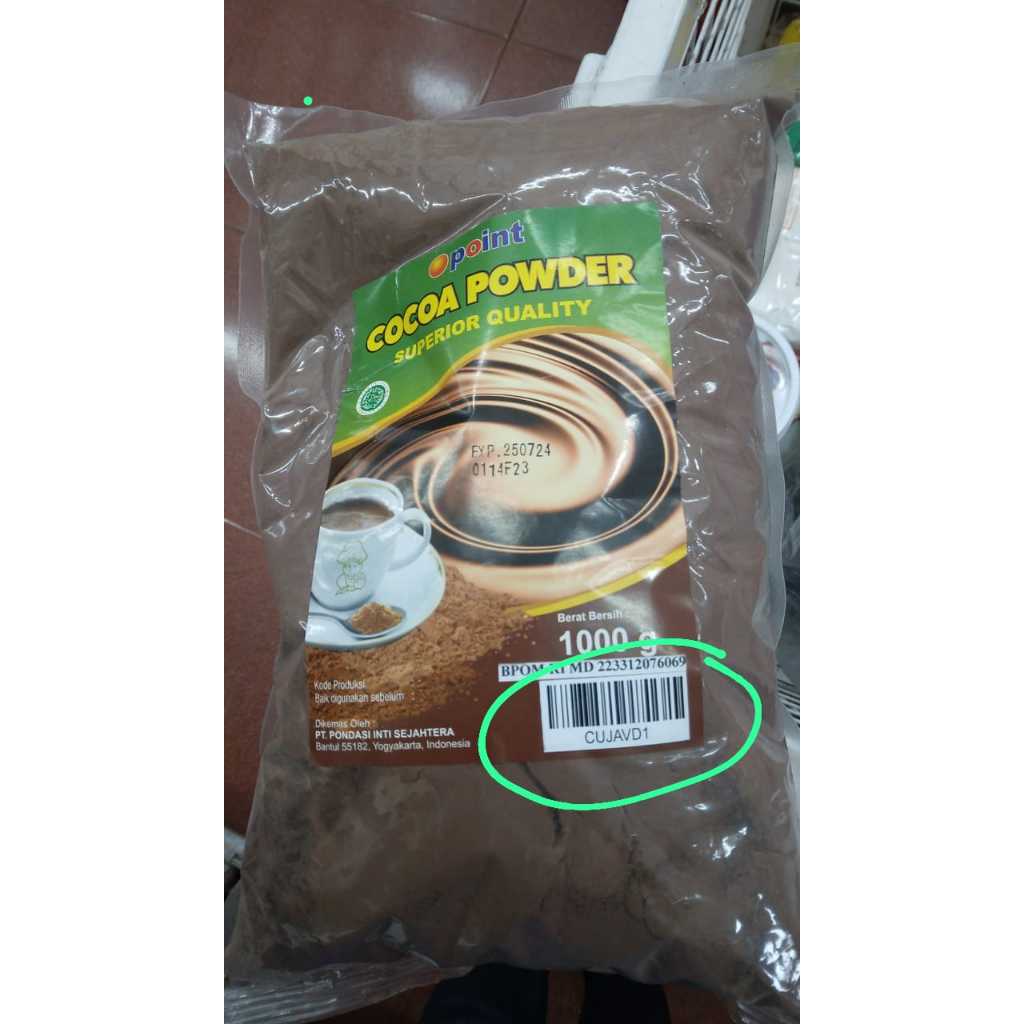 point
COCOA POWDER
SUPERIOR QUALITY
EXP.250724
0114F23
Berat Bersih :
1000 g
BPOM RI MD 223312076069
CUJAVD1
Kode Produksi
Baik digunakan sebelum
Dikemas Oleh :
PT. PONDASI INTI SEJAHTERA
Bantul 55182, Yogyakarta, Indonesia